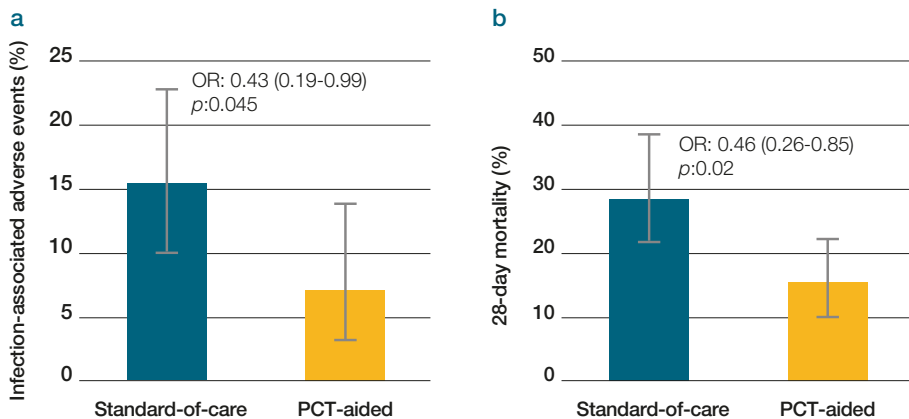 a
Infection-associated adverse events (%)
25
20
15
10
5
0
OR: 0.43 (0.19-0.99)
p:0.045
Standard-of-care
PCT-aided
b
28-day mortality (%)
50
40
30
20
10
0
OR: 0.46 (0.26-0.85)
p:0.02
Standard-of-care
PCT-aided